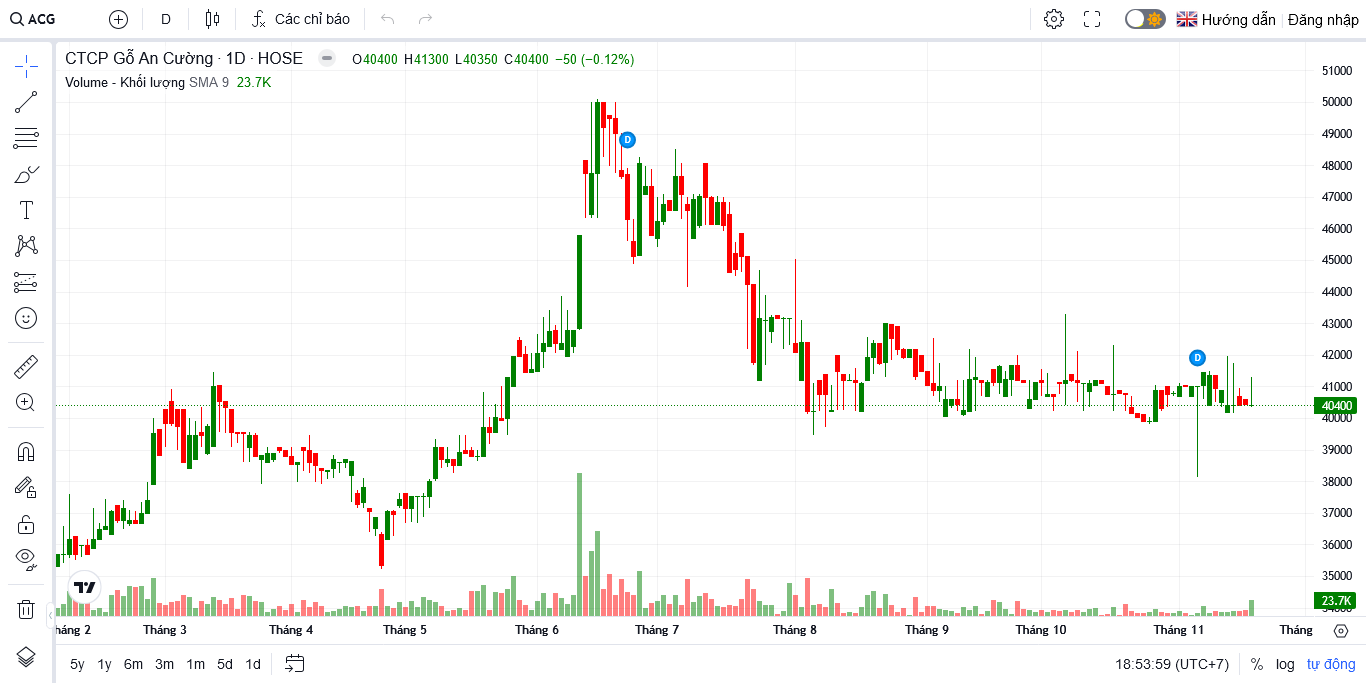 ACG D Các chỉ báo Hướng dẫn Đăng nhập
CTCP Gỗ An Cường · 1D · HOSE O40400 H41300 L40350 C40400 −50 (−0.12%)
Volume - Khối lượng SMA 9 23.7K
51000
50000
49000
D
48000
47000
46000
45000
44000
43000
42000
D
41000
40400
40000
39000
38000
37000
36000
35000
23.7K
34000
háng 2 Tháng 3 Tháng 4 Tháng 5 Tháng 6 Tháng 7 Tháng 8 Tháng 9 Tháng 10 Tháng 11 Tháng
5y 1y 6m 3m 1m 5d 1d 18:53:59 (UTC+7) % log tự động